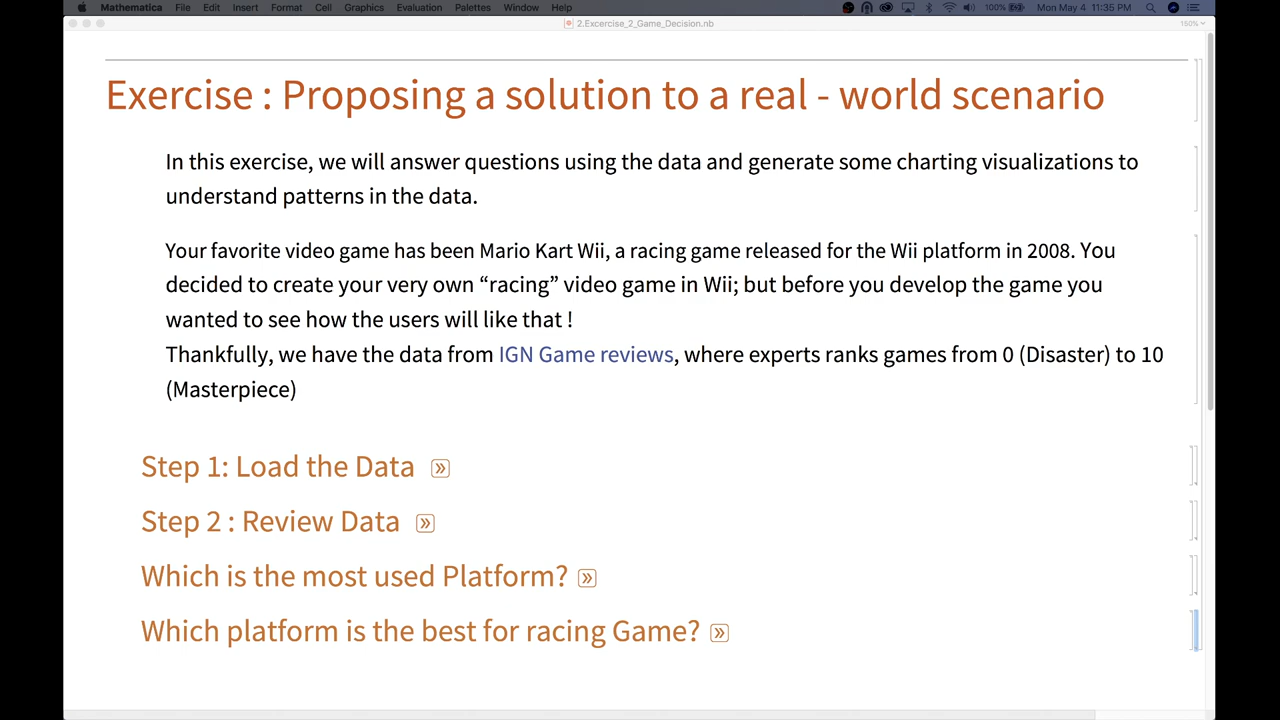 Mathematica File Edit Insert Format Cell Graphics Evaluation Palettes Window Help 100% Mon May 4 11:35 PM
2.Excercise_2_Game_Decision.nb 150%
Exercise : Proposing a solution to a real - world scenario
In this exercise, we will answer questions using the data and generate some charting visualizations to
understand patterns in the data.
Your favorite video game has been Mario Kart Wii, a racing game released for the Wii platform in 2008. You
decided to create your very own “racing” video game in Wii; but before you develop the game you
wanted to see how the users will like that !
Thankfully, we have the data from IGN Game reviews, where experts ranks games from 0 (Disaster) to 10
(Masterpiece)
Step 1: Load the Data »
Step 2 : Review Data »
Which is the most used Platform? »
Which platform is the best for racing Game? »